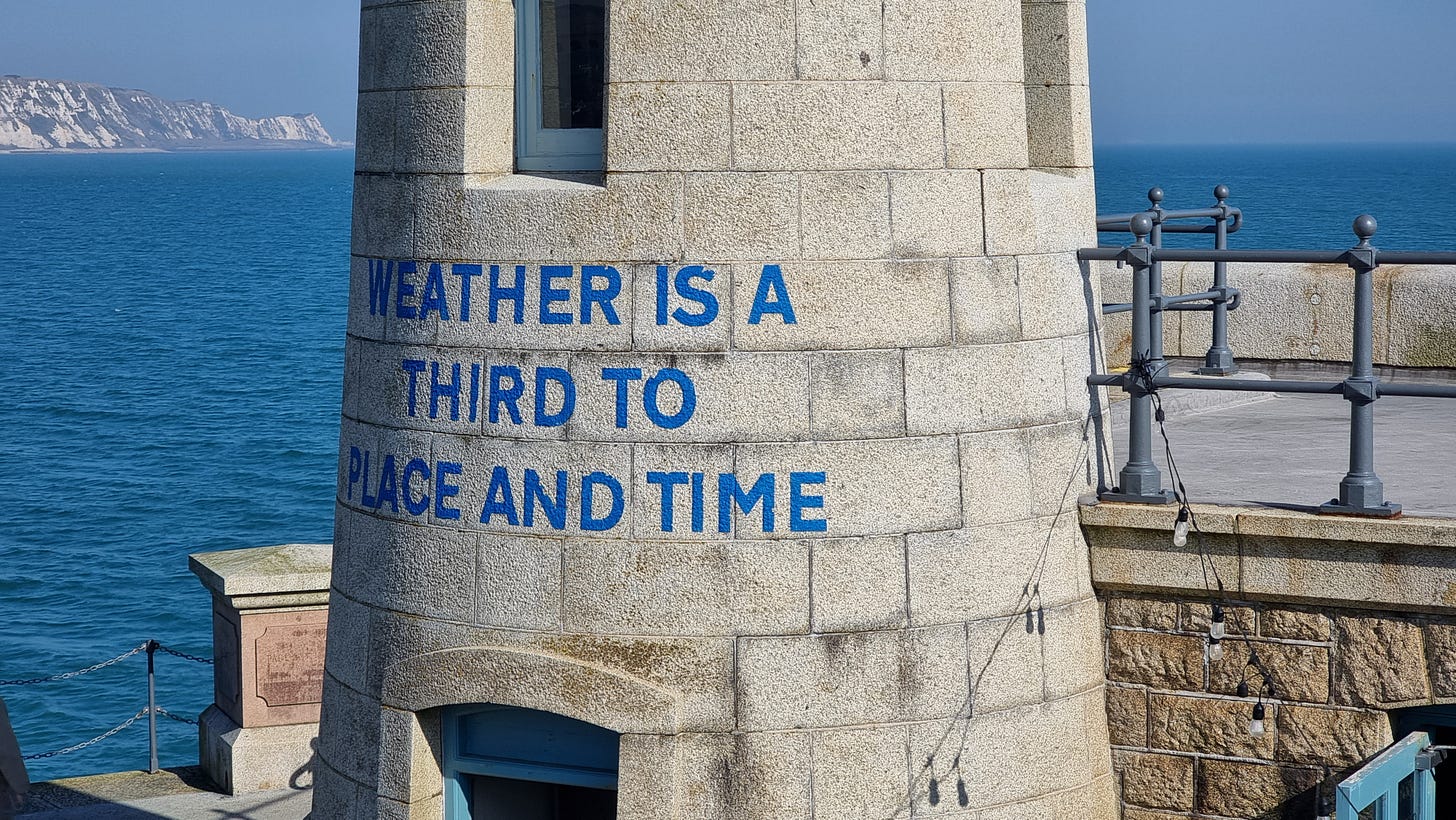 WEATHER IS A
THIRD TO
PLACE AND TIME